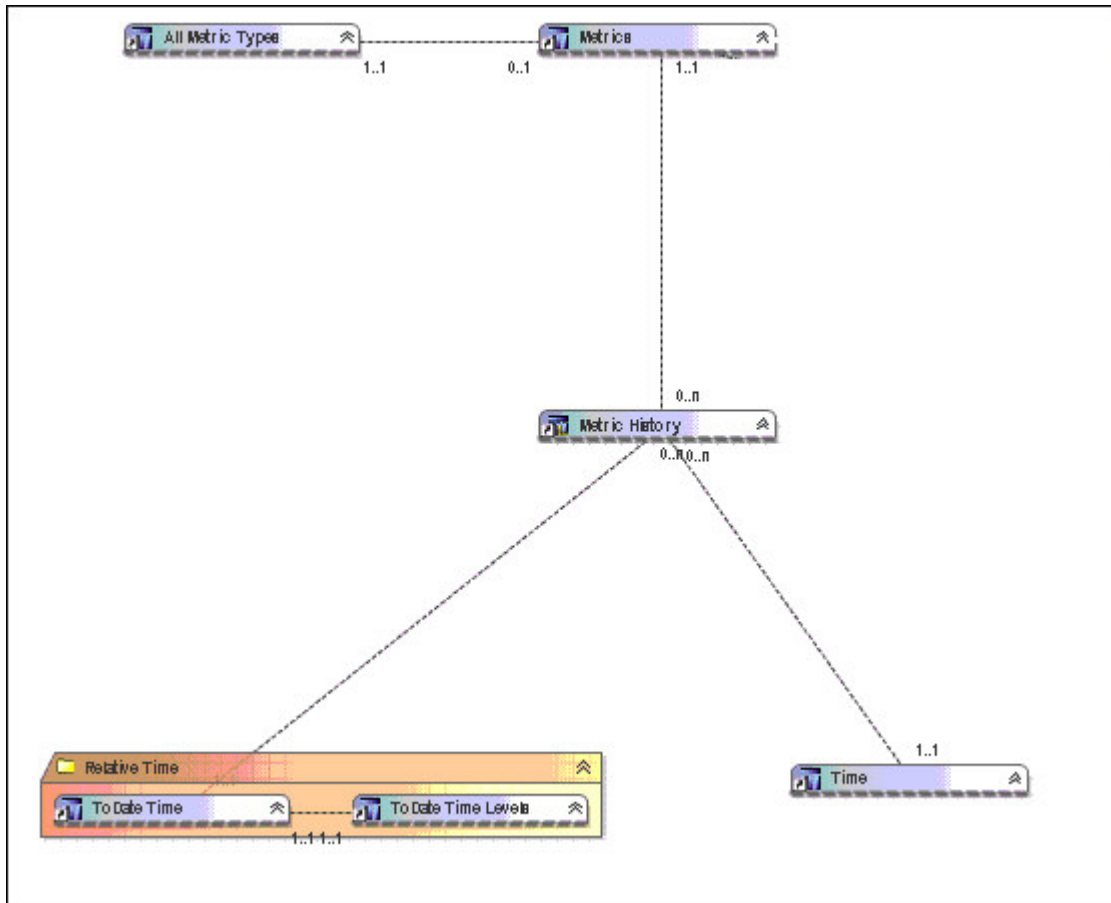 All Metric Types
Metrics
1..1
0..1
1..1
0..n
Metric History
0..n
0..n
1..1
Relative Time
Time
To Date Time
To Date Time Levels
1..1
1..1